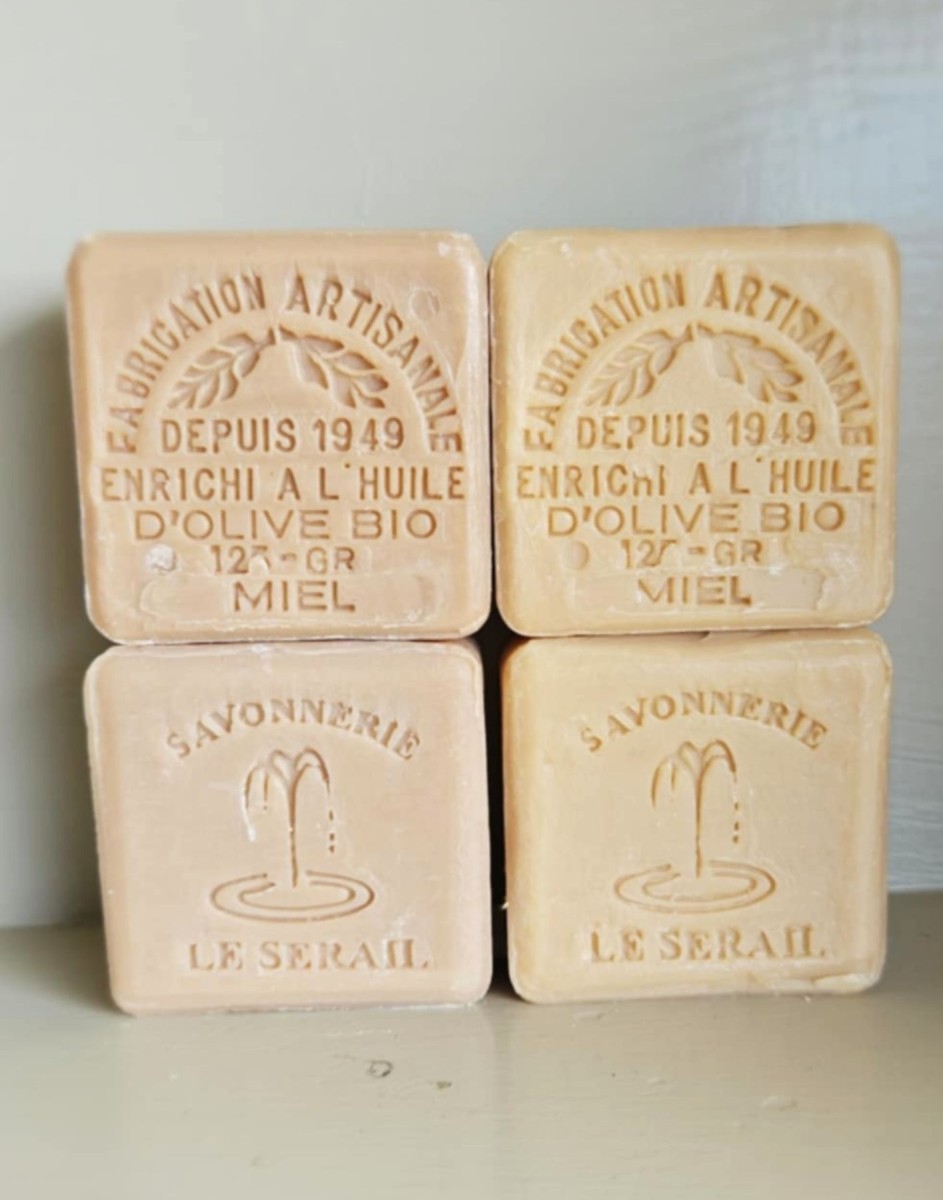 FABRICATION ARTISANALE
DEPUIS 1949
ENRICHI A L'HUILE
D'OLIVE BIO
GR
MIEL
FABRICATION ARTISANALE
DEPUIS 1949
ENRIChI A L'HUILE
D'OLIVE BIO
GR
MIEL
SAVONNERIE
LE SERAIL
SAVONNERIE
LE SERAIL